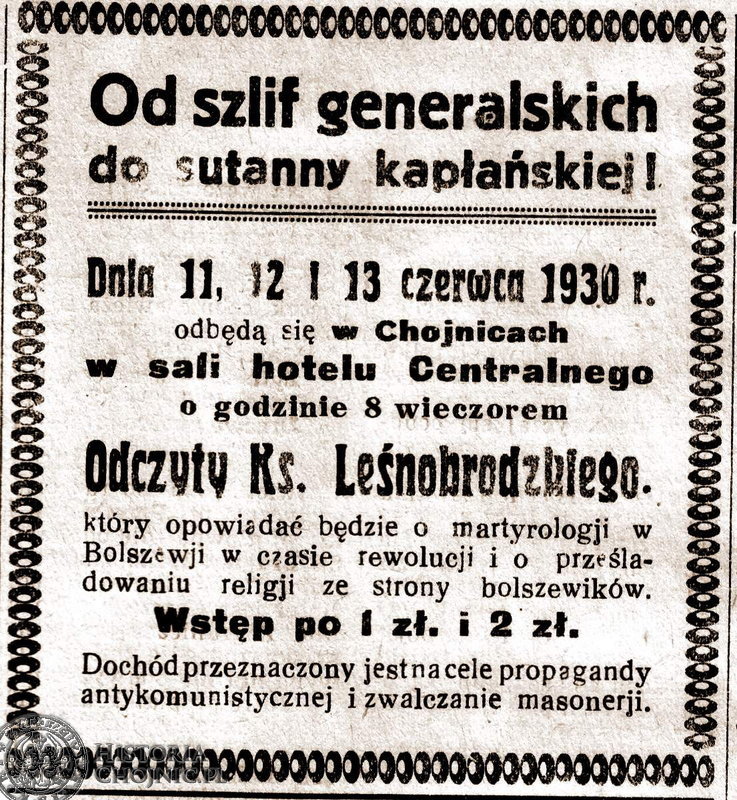 Od szlif generalskich
do sutanny kapłańskiej!
Dnia 11, 12 i 13 czerwca 1930 r.
odbędą się w Chojnicach
w sali hotelu Centralnego
o godzinie 8 wieczorem
Odczyty Ks. Leśnobrodzkiego.
który opowiadać będzie o martyrologji w
Bolszewji w czasie rewolucji i o prześla-
dowaniu religji ze strony bolszewików.
Wstęp po 1 zł. i 2 zł.
Dochód przeznaczony jest na cele propagandy
antykomunistycznej i zwalczanie masonerji.
HISTORIA
CHOJNIC.PL